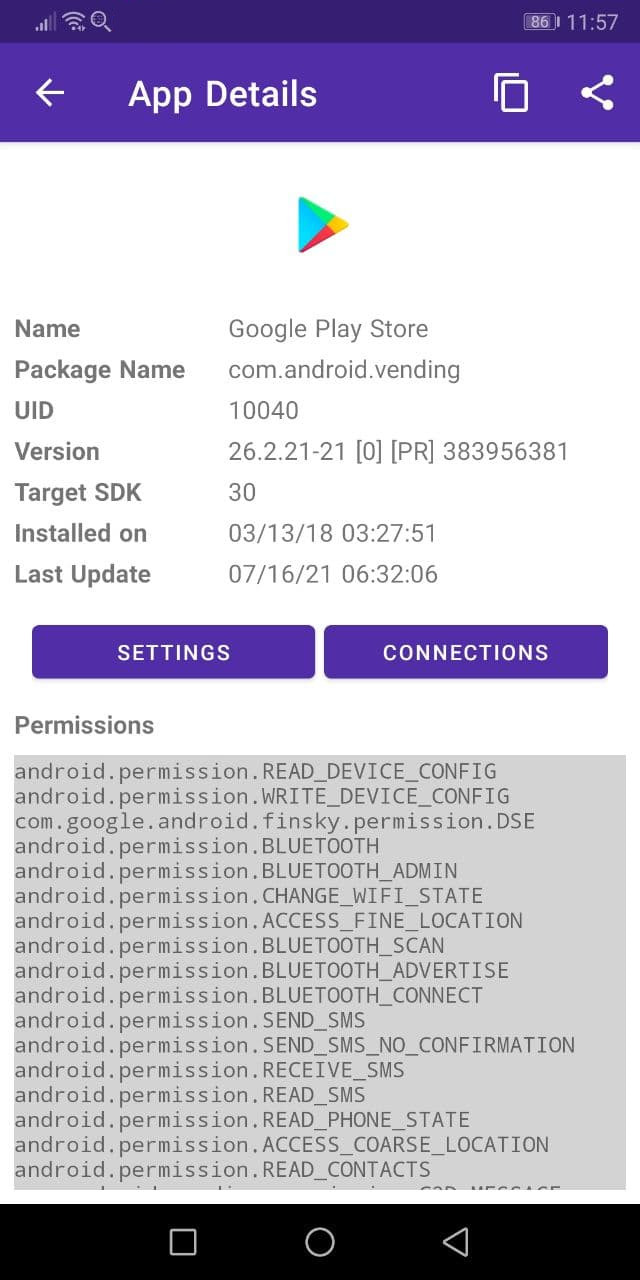 86 11:57
App Details
Name Google Play Store
Package Name com.android.vending
UID 10040
Version 26.2.21-21 [0] [PR] 383956381
Target SDK 30
Installed on 03/13/18 03:27:51
Last Update 07/16/21 06:32:06
SETTINGS CONNECTIONS
Permissions
android.permission.READ_DEVICE_CONFIG
android.permission.WRITE_DEVICE_CONFIG
com.google.android.finsky.permission.DSE
android.permission.BLUETOOTH
android.permission.BLUETOOTH_ADMIN
android.permission.CHANGE_WIFI_STATE
android.permission.ACCESS_FINE_LOCATION
android.permission.BLUETOOTH_SCAN
android.permission.BLUETOOTH_ADVERTISE
android.permission.BLUETOOTH_CONNECT
android.permission.SEND_SMS
android.permission.SEND_SMS_NO_CONFIRMATION
android.permission.RECEIVE_SMS
android.permission.READ_SMS
android.permission.READ_PHONE_STATE
android.permission.ACCESS_COARSE_LOCATION
android.permission.READ_CONTACTS